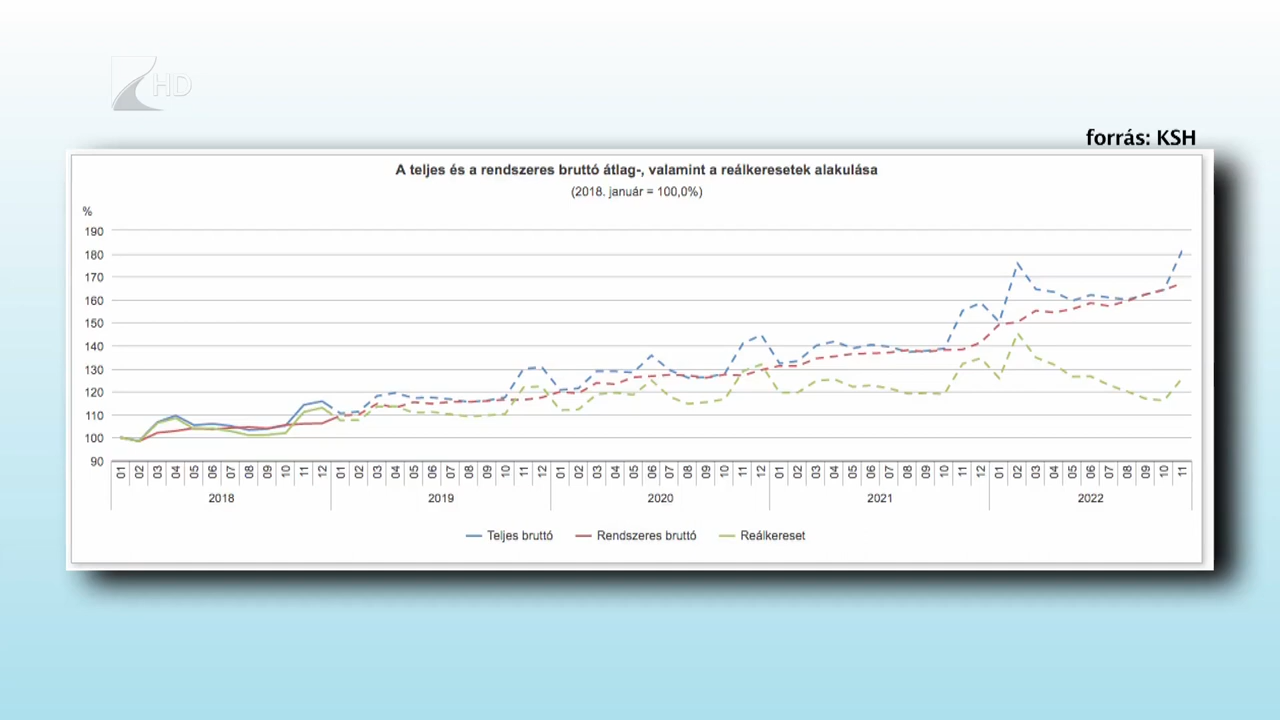 HD
forrás: KSH
A teljes és a rendszeres bruttó átlag-, valamint a reálkeresetek alakulása
(2018. január = 100,0%)
%
190
180
170
160
150
140
130
120
110
100
90
01 02 03 04 05 06 07 08 09 10 11 12 01 02 03 04 05 06 07 08 09 10 11 12 01 02 03 04 05 06 07 08 09 10 11 12 01 02 03 04 05 06 07 08 09 10 11 12 01 02 03 04 05 06 07 08 09 10 11
2018 2019 2020 2021 2022
Teljes bruttó Rendszeres bruttó Reálkereset